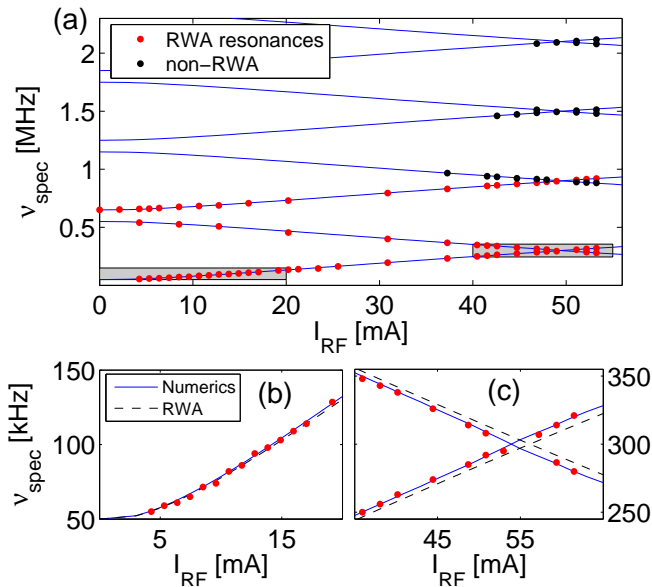 (a)
RWA resonances
non−RWA
ν_spec [MHz]
2
1.5
1
0.5
0 10 20 30 40 50
I_RF [mA]
(b)
Numerics
RWA
ν_spec [kHz]
150
100
50
5 15
I_RF [mA]
(c)
350
300
250
45 55
I_RF [mA]